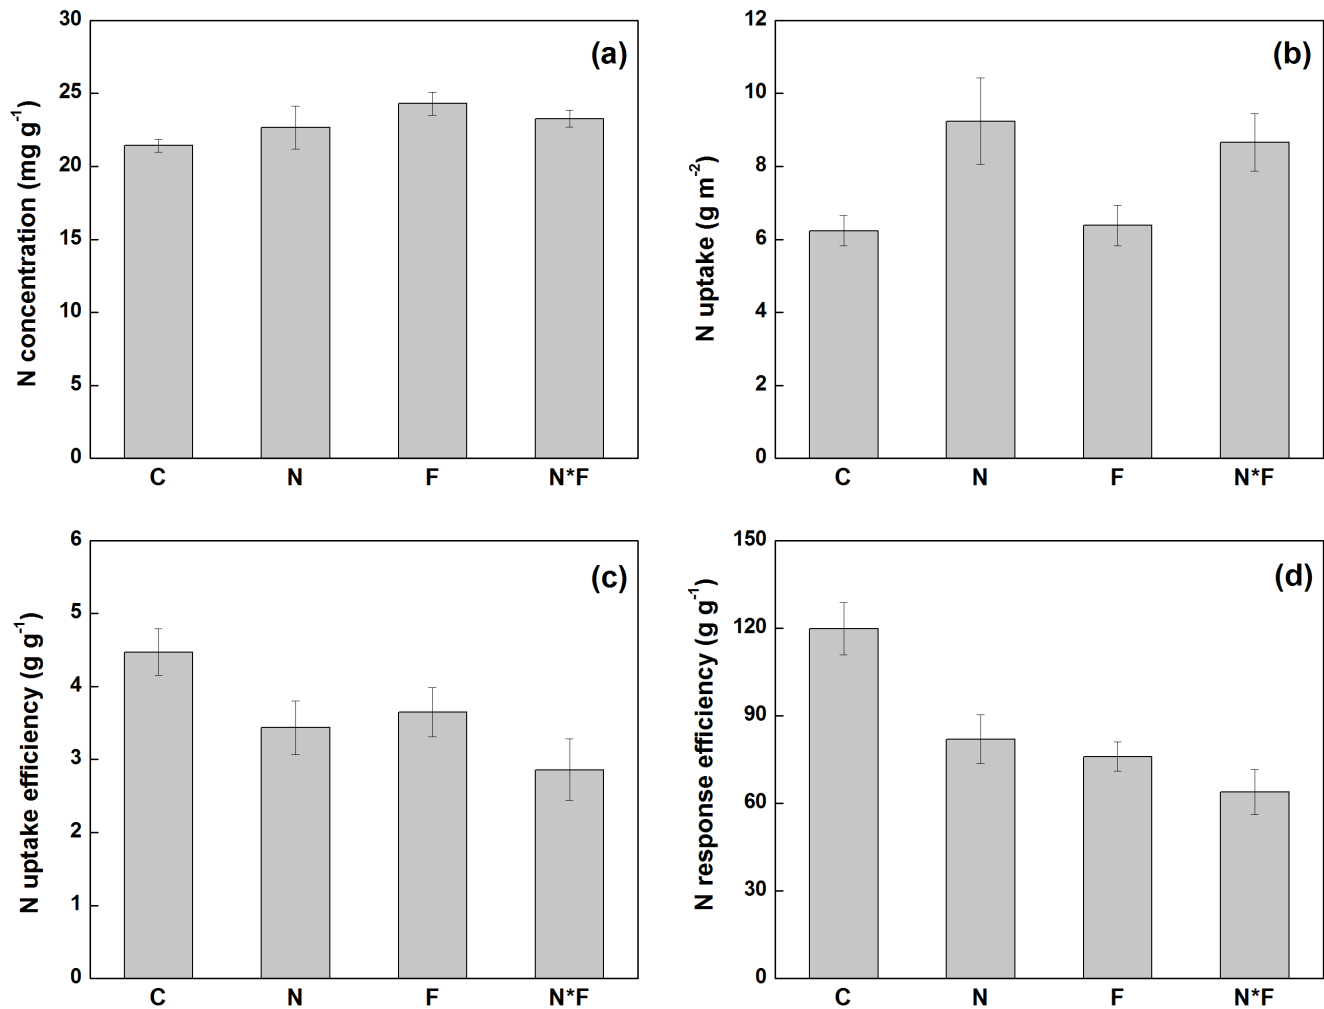 (a)
N concentration (mg g⁻¹)
30
25
20
15
10
5
0
C N F N*F
(b)
N uptake (g m⁻²)
12
10
8
6
4
2
0
C N F N*F
(c)
N uptake efficiency (g g⁻¹)
6
5
4
3
2
1
0
C N F N*F
(d)
N response efficiency (g g⁻¹)
150
120
90
60
30
0
C N F N*F